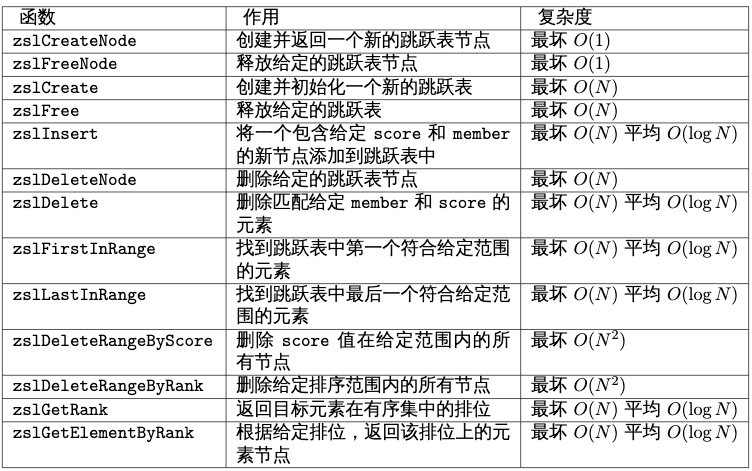 函数 作用 复杂度
zslCreateNode 创建并返回一个新的跳跃表节点 最坏 O(1)
zslFreeNode 释放给定的跳跃表节点 最坏 O(1)
zslCreate 创建并初始化一个新的跳跃表 最坏 O(N)
zslFree 释放给定的跳跃表 最坏 O(N)
zslInsert 将一个包含给定 score 和 member 最坏 O(N) 平均 O(log N)
的新节点添加到跳跃表中
zslDeleteNode 删除给定的跳跃表节点 最坏 O(N)
zslDelete 删除匹配给定 member 和 score 的 最坏 O(N) 平均 O(log N)
元素
zslFirstInRange 找到跳跃表中第一个符合给定范围 最坏 O(N) 平均 O(log N)
的元素
zslLastInRange 找到跳跃表中最后一个符合给定范 最坏 O(N) 平均 O(log N)
围的元素
zslDeleteRangeByScore 删除 score 值在给定范围内的所 最坏 O(N²)
有节点
zslDeleteRangeByRank 删除给定排序范围内的所有节点 最坏 O(N²)
zslGetRank 返回目标元素在有序集中的排位 最坏 O(N) 平均 O(log N)
zslGetElementByRank 根据给定排位，返回该排位上的元 最坏 O(N) 平均 O(log N)
素节点